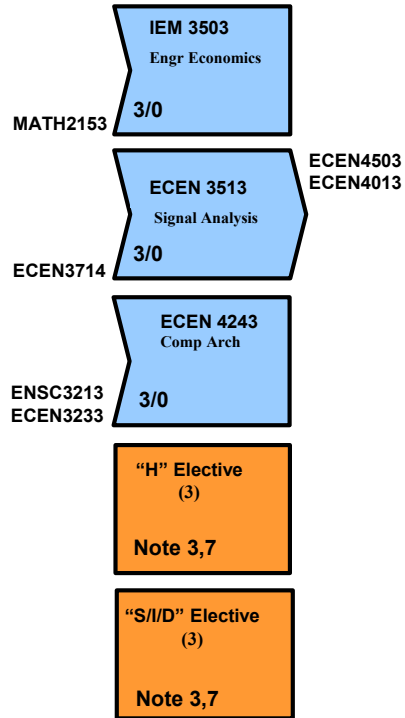 IEM 3503
Engr Economics
3/0
MATH2153
ECEN4503
ECEN4013
ECEN 3513
Signal Analysis
3/0
ECEN3714
ECEN 4243
Comp Arch
3/0
ENSC3213
ECEN3233
“H” Elective
(3)
Note 3,7
“S/I/D” Elective
(3)
Note 3,7